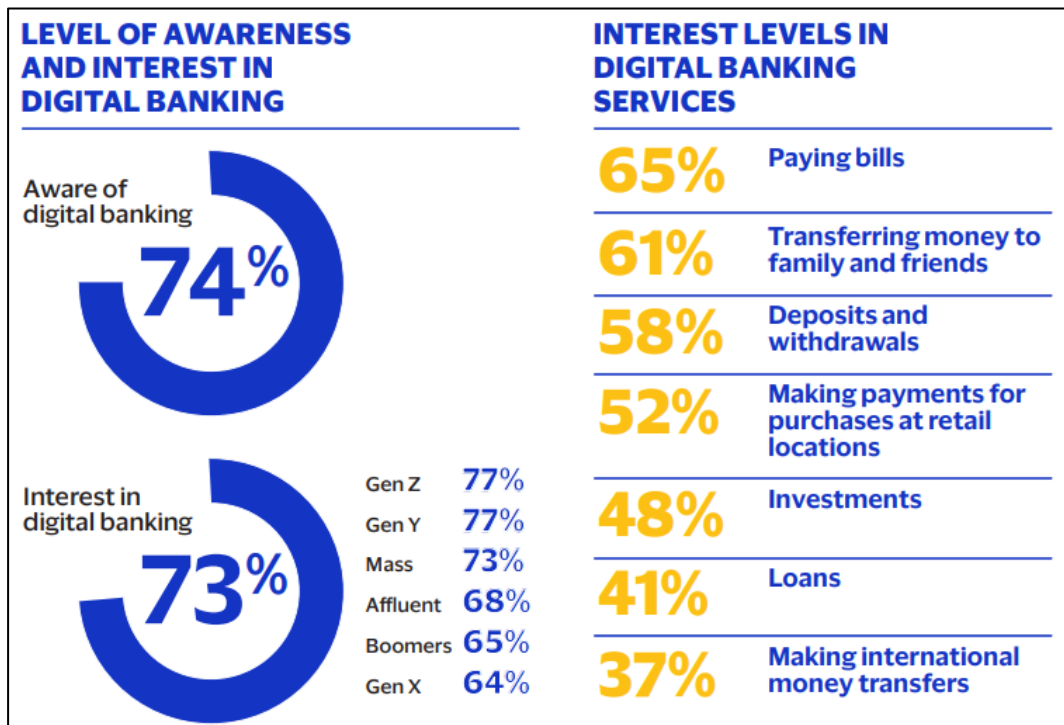 LEVEL OF AWARENESS
AND INTEREST IN
DIGITAL BANKING
Aware of
digital banking
74%
Interest in
digital banking
73%
Gen Z 77%
Gen Y 77%
Mass 73%
Affluent 68%
Boomers 65%
Gen X 64%
INTEREST LEVELS IN
DIGITAL BANKING
SERVICES
65% Paying bills
61% Transferring money to
family and friends
58% Deposits and
withdrawals
52% Making payments for
purchases at retail
locations
48% Investments
41% Loans
37% Making international
money transfers